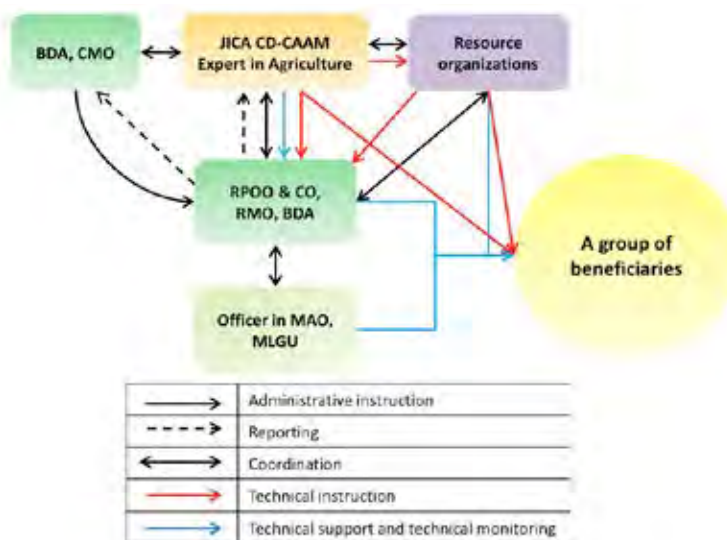 BDA, CMO
JICA CD-CAAM
Expert in Agriculture
Resource
organizations
RPOO & CO,
RMO, BDA
A group of
beneficiaries
Officer in MAO,
MLGU
Administrative instruction
Reporting
Coordination
Technical instruction
Technical support and technical monitoring